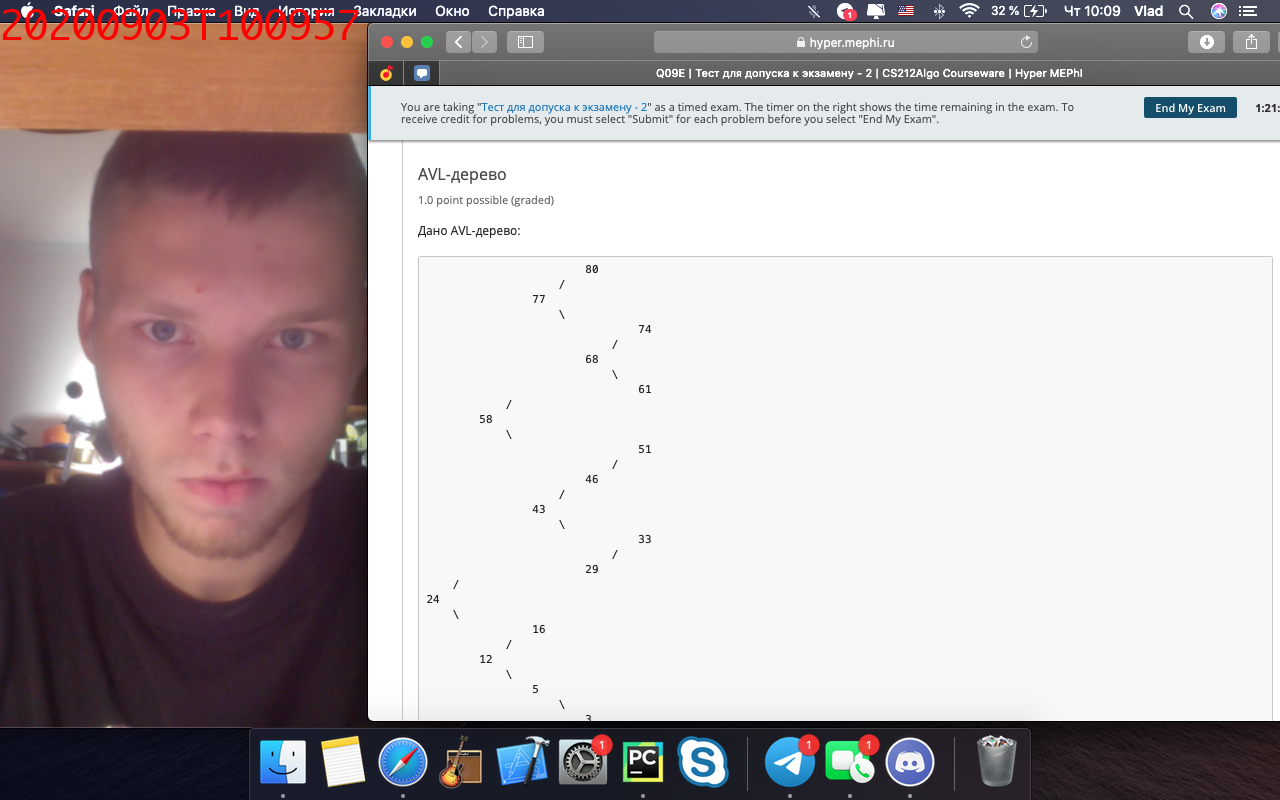 Safari Файл Правка Вид История Закладки Окно Справка 1 32 % Чт 10:09 Vlad
20200903T100957
hyper.mephi.ru
Q09E | Тест для допуска к экзамену - 2 | CS212Algo Courseware | Hyper MEPhI
You are taking "Тест для допуска к экзамену - 2" as a timed exam. The timer on the right shows the time remaining in the exam. To
receive credit for problems, you must select "Submit" for each problem before you select "End My Exam".
End My Exam 1:21:
AVL-дерево
1.0 point possible (graded)
Дано AVL-дерево:
80
/
77
\
74
/
68
\
61
/
58
\
51
/
46
/
43
\
33
/
29
/
24
\
16
/
12
\
5
\
3
1 PC 1 1